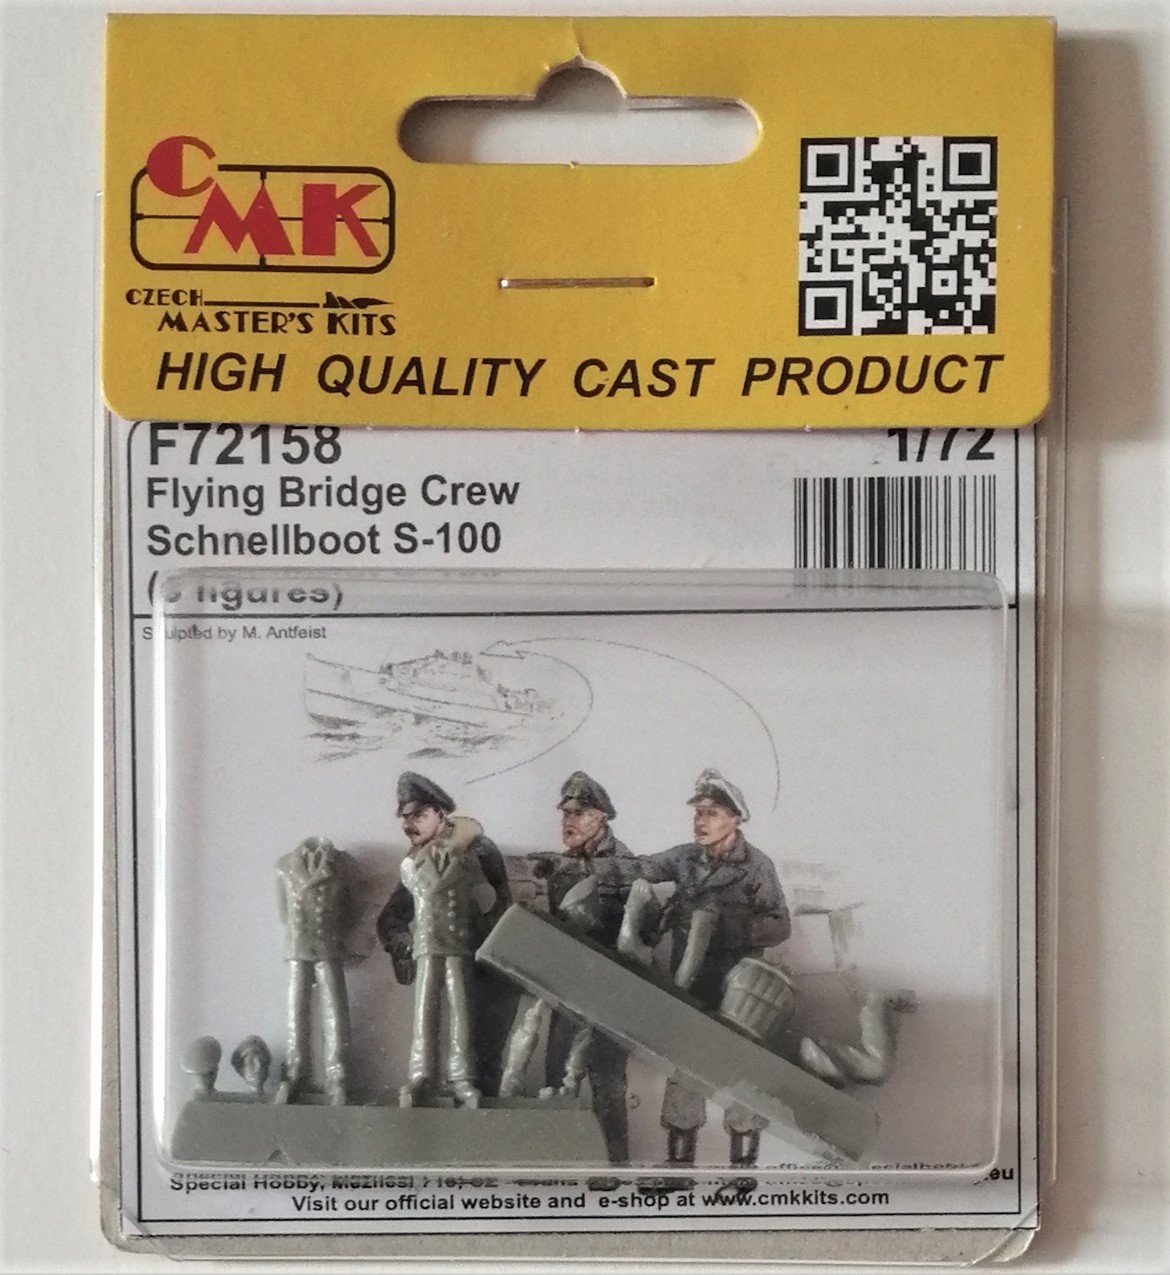 CMK
CZECH
MASTER'S KITS
HIGH QUALITY CAST PRODUCT
F72158
1/72
Flying Bridge Crew
Schnellboot S-100
figures)
Sculpted by M. Antfeist
Special Hobby,
Visit our official website and e-shop at www.cmkkits.com